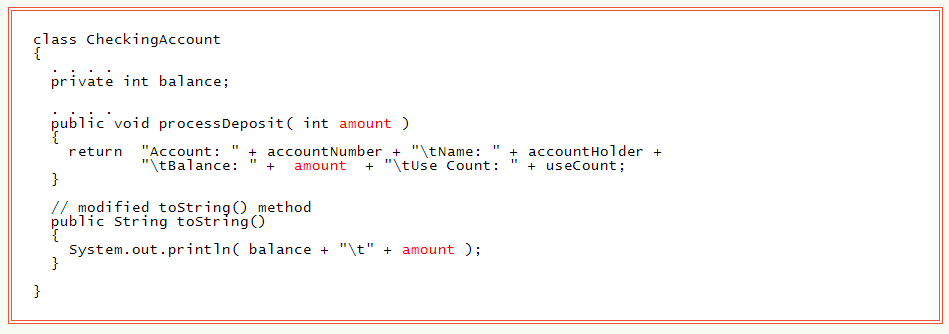 class CheckingAccount
{
  . . . .
  private int balance;
  . . . .
  public void processDeposit( int amount )
  {
    return  "Account: " + accountNumber + "\tName: " + accountHolder +
            "\tBalance: " +  amount  + "\tUse Count: " + useCount;
  }
  // modified toString() method
  public String toString()
  {
    System.out.println( balance + "\t" + amount );
  }
}